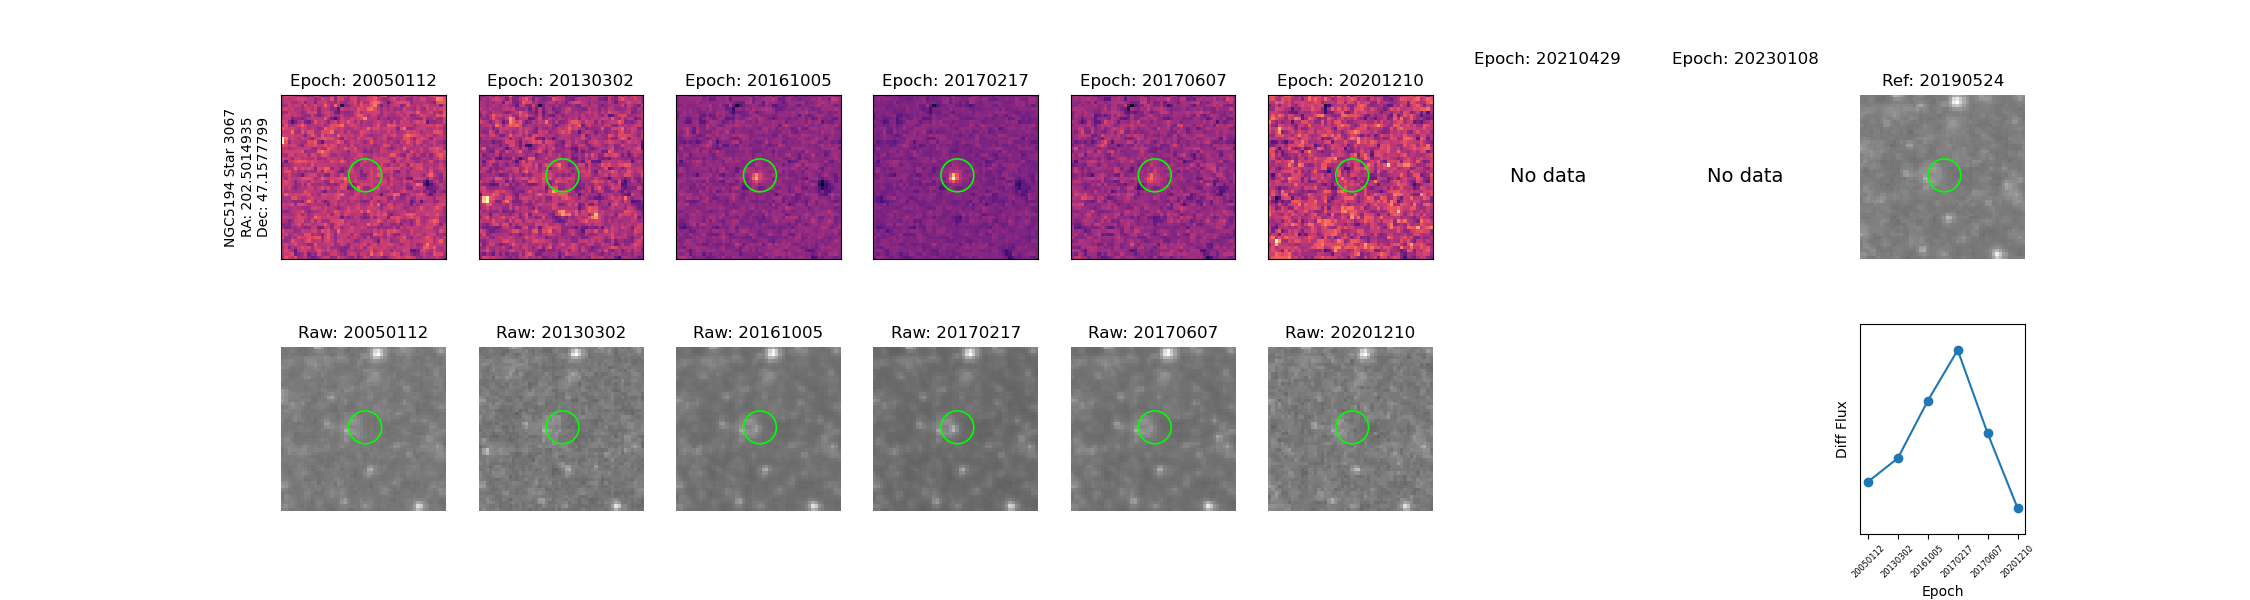 Epoch: 20050112
Epoch: 20130302
Epoch: 20161005
Epoch: 20170217
Epoch: 20170607
Epoch: 20201210
Epoch: 20210429
Epoch: 20230108
Ref: 20190524
NGC5194 Star 3067
RA: 202.5014935
Dec: 47.15777799
No data
No data
Raw: 20050112
Raw: 20130302
Raw: 20161005
Raw: 20170217
Raw: 20170607
Raw: 20201210
Diff Flux
20050112
20130302
20161005
20170217
20170607
20201210
Epoch